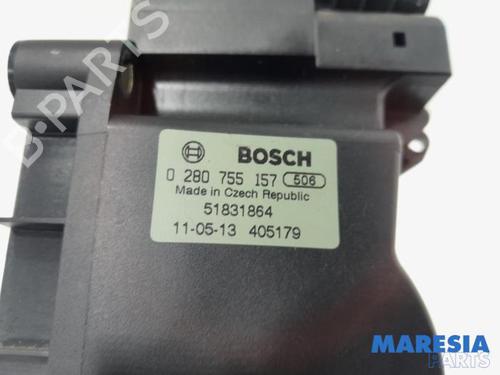 BOSCH
0 280 755 157 506
Made in Czech Republic
51831864
11-05-13 405179
B-PARTS
MARESIA
PARTS